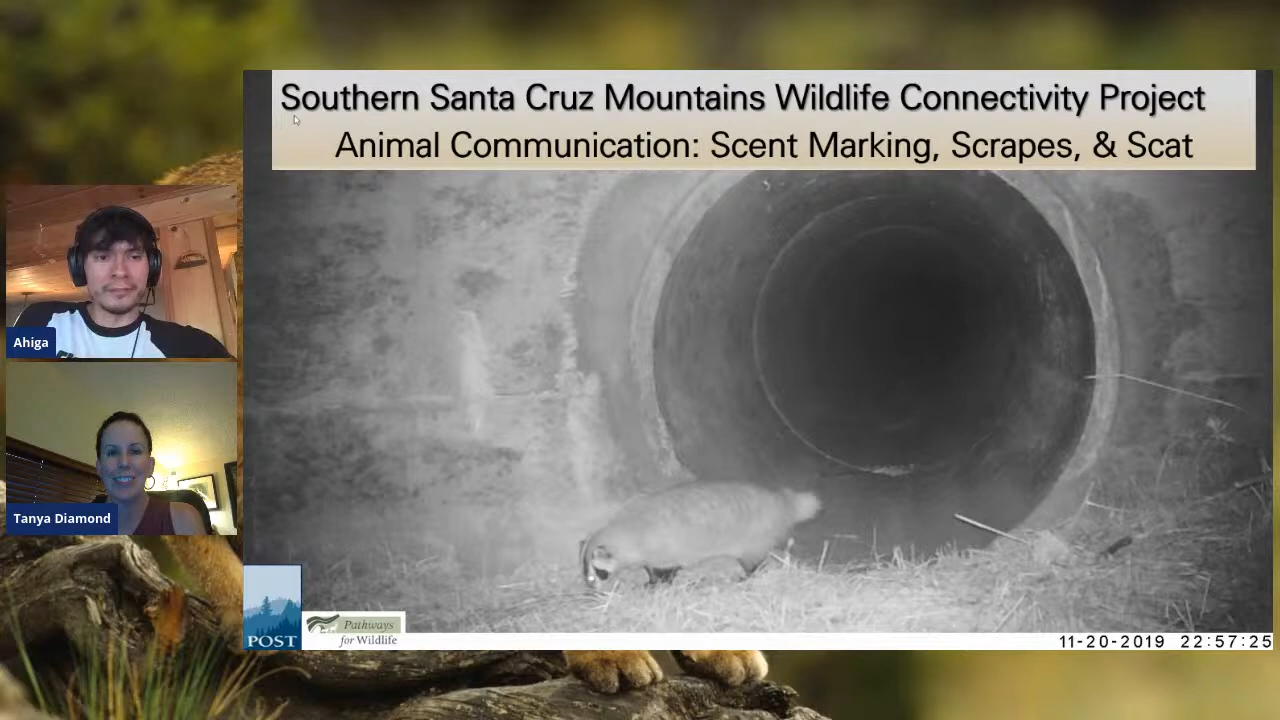 Southern Santa Cruz Mountains Wildlife Connectivity Project
Animal Communication: Scent Marking, Scrapes, & Scat
Ahiga
Tanya Diamond
POST
Pathways
for Wildlife
11-20-2019 22:57:25